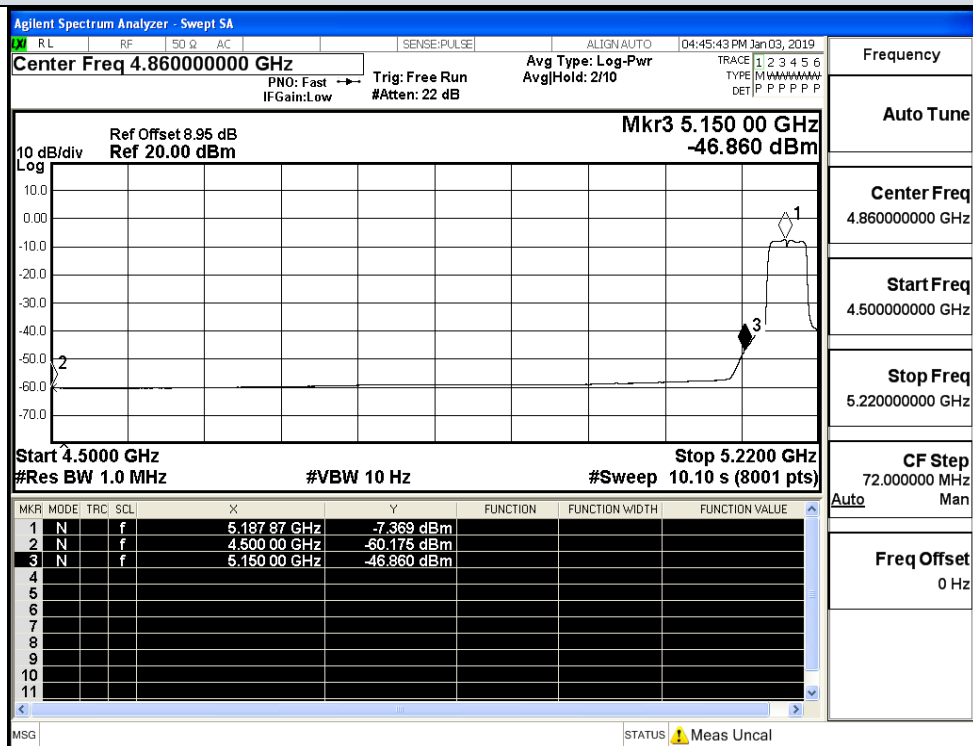 Agilent Spectrum Analyzer - Swept SA
LXI RL RF 50 Ω AC SENSE:PULSE ALIGN AUTO 04:45:43 PM Jan 03, 2019
Center Freq 4.860000000 GHz
PNO: Fast
IFGain:Low
Trig: Free Run
#Atten: 22 dB
Avg Type: Log-Pwr
Avg|Hold: 2/10
TRACE 1 2 3 4 5 6
TYPE M WWWWW
DET P P P P P P
Ref Offset 8.95 dB
10 dB/div Ref 20.00 dBm
Log
Mkr3 5.150 00 GHz
-46.860 dBm
10.0
0.00
-10.0
-20.0
-30.0
-40.0
-50.0
-60.0
-70.0
1
2
3
Start 4.5000 GHz Stop 5.2200 GHz
#Res BW 1.0 MHz #VBW 10 Hz #Sweep 10.10 s (8001 pts)
MKR MODE TRC SCL X Y FUNCTION FUNCTION WIDTH FUNCTION VALUE
1 N f 5.187 87 GHz -7.369 dBm
2 N f 4.500 00 GHz -60.175 dBm
3 N f 5.150 00 GHz -46.860 dBm
4
5
6
7
8
9
10
11
MSG STATUS Meas Uncal
Frequency
Auto Tune
Center Freq
4.860000000 GHz
Start Freq
4.500000000 GHz
Stop Freq
5.220000000 GHz
CF Step
72.000000 MHz
Auto Man
Freq Offset
0 Hz